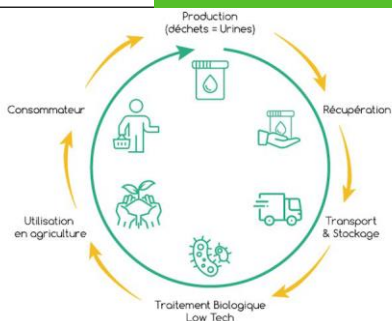 Production
(déchets = Urines)
Récupération
Transport
& Stockage
Traitement Biologique
Low Tech
Utilisation
en agriculture
Consommateur